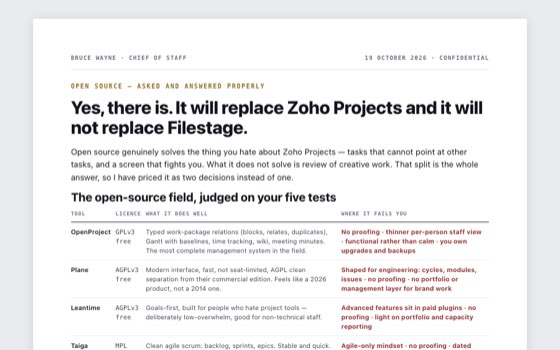 BRUCE WAYNE · CHIEF OF STAFF
19 OCTOBER 2026 · CONFIDENTIAL
OPEN SOURCE — ASKED AND ANSWERED PROPERLY
Yes, there is. It will replace Zoho Projects and it will
not replace Filestage.
Open source genuinely solves the thing you hate about Zoho Projects — tasks that cannot point at other
tasks, and a screen that fights you. What it does not solve is review of creative work. That split is the whole
answer, so I have priced it as two decisions instead of one.
The open-source field, judged on your five tests
TOOL LICENCE WHAT IT DOES WELL WHERE IT FAILS YOU
OpenProject GPLv3 Typed work-package relations (blocks, relates, duplicates), No proofing · thinner per-person staff view
free Gantt with baselines, time tracking, wiki, meeting minutes. · functional rather than calm · you own
The most complete management system in the field. upgrades and backups
Plane AGPLv3 Modern interface, fast, not seat-limited, AGPL clean Shaped for engineering: cycles, modules,
free separation from their commercial edition. Feels like a 2026 issues · no proofing · no portfolio or
product, not a 2014 one. management layer for brand work
Leantime AGPLv3 Goals-first, built for people who hate project tools — Advanced features sit in paid plugins · no
free deliberately low-overwhelm, good for non-technical staff. proofing · light on portfolio and capacity
reporting
Taiga MPL Clean agile scrum: backlog, sprints, epics. Stable and quick. Agile-only mindset · no proofing · dated